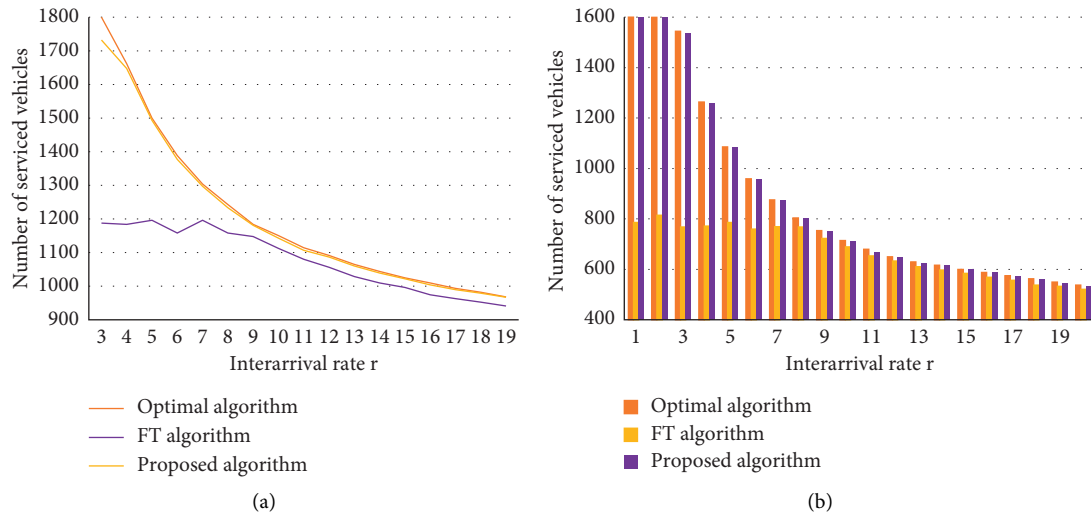 Number of serviced vehicles
1800
1700
1600
1500
1400
1300
1200
1100
1000
900
3 4 5 6 7 8 9 10 11 12 13 14 15 16 17 18 19
Interarrival rate r
Optimal algorithm
FT algorithm
Proposed algorithm
(a)
Number of serviced vehicles
1600
1400
1200
1000
800
600
400
1 3 5 7 9 11 13 15 17 19
Interarrival rate r
Optimal algorithm
FT algorithm
Proposed algorithm
(b)